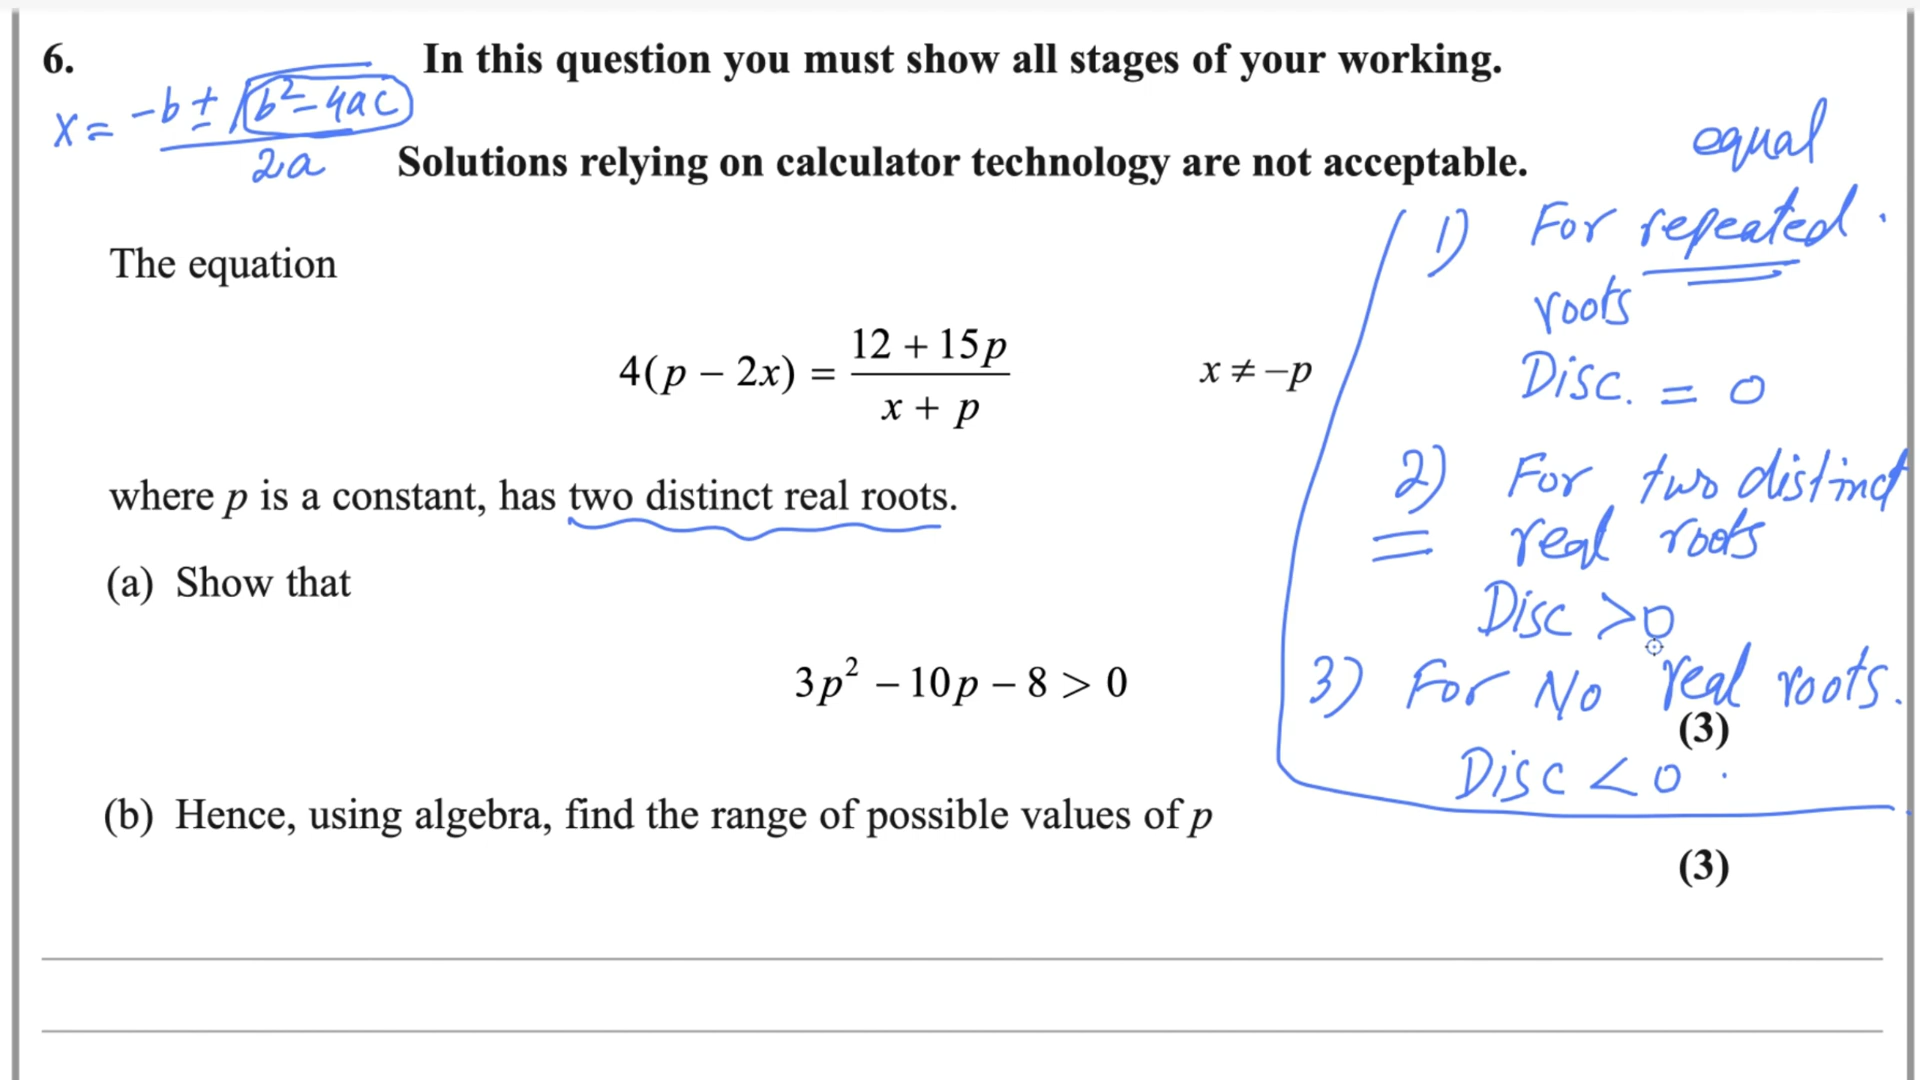 6.
In this question you must show all stages of your working.
x = -b ± √(b² - 4ac) / 2a
Solutions relying on calculator technology are not acceptable.
The equation
4(p − 2x) = (12 + 15p) / (x + p)    x ≠ −p
where p is a constant, has two distinct real roots.
(a) Show that
3p² − 10p − 8 > 0
(3)
(b) Hence, using algebra, find the range of possible values of p
(3)
equal
1) For repeated.
roots
Disc. = 0
2) For two distinct
real roots
Disc > 0
3) For No real roots.
Disc < 0.